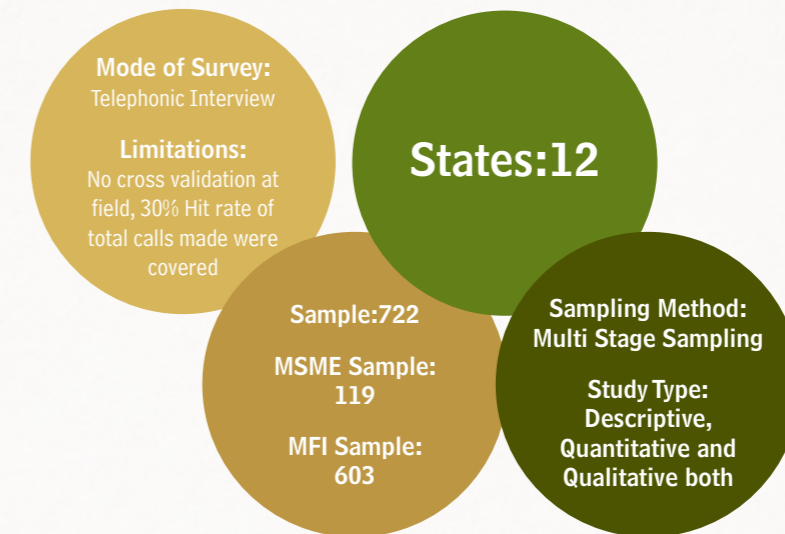 Mode of Survey:
Telephonic Interview
Limitations:
No cross validation at
field, 30% Hit rate of
total calls made were
covered
States:12
Sample:722
MSME Sample:
119
MFI Sample:
603
Sampling Method:
Multi Stage Sampling
Study Type:
Descriptive,
Quantitative and
Qualitative both